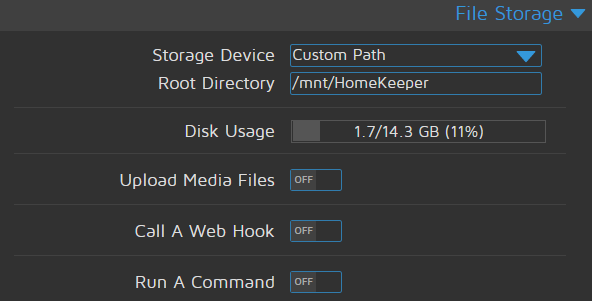 File Storage
Storage Device Custom Path
Root Directory /mnt/HomeKeeper
Disk Usage 1.7/14.3 GB (11%)
Upload Media Files OFF
Call A Web Hook OFF
Run A Command OFF